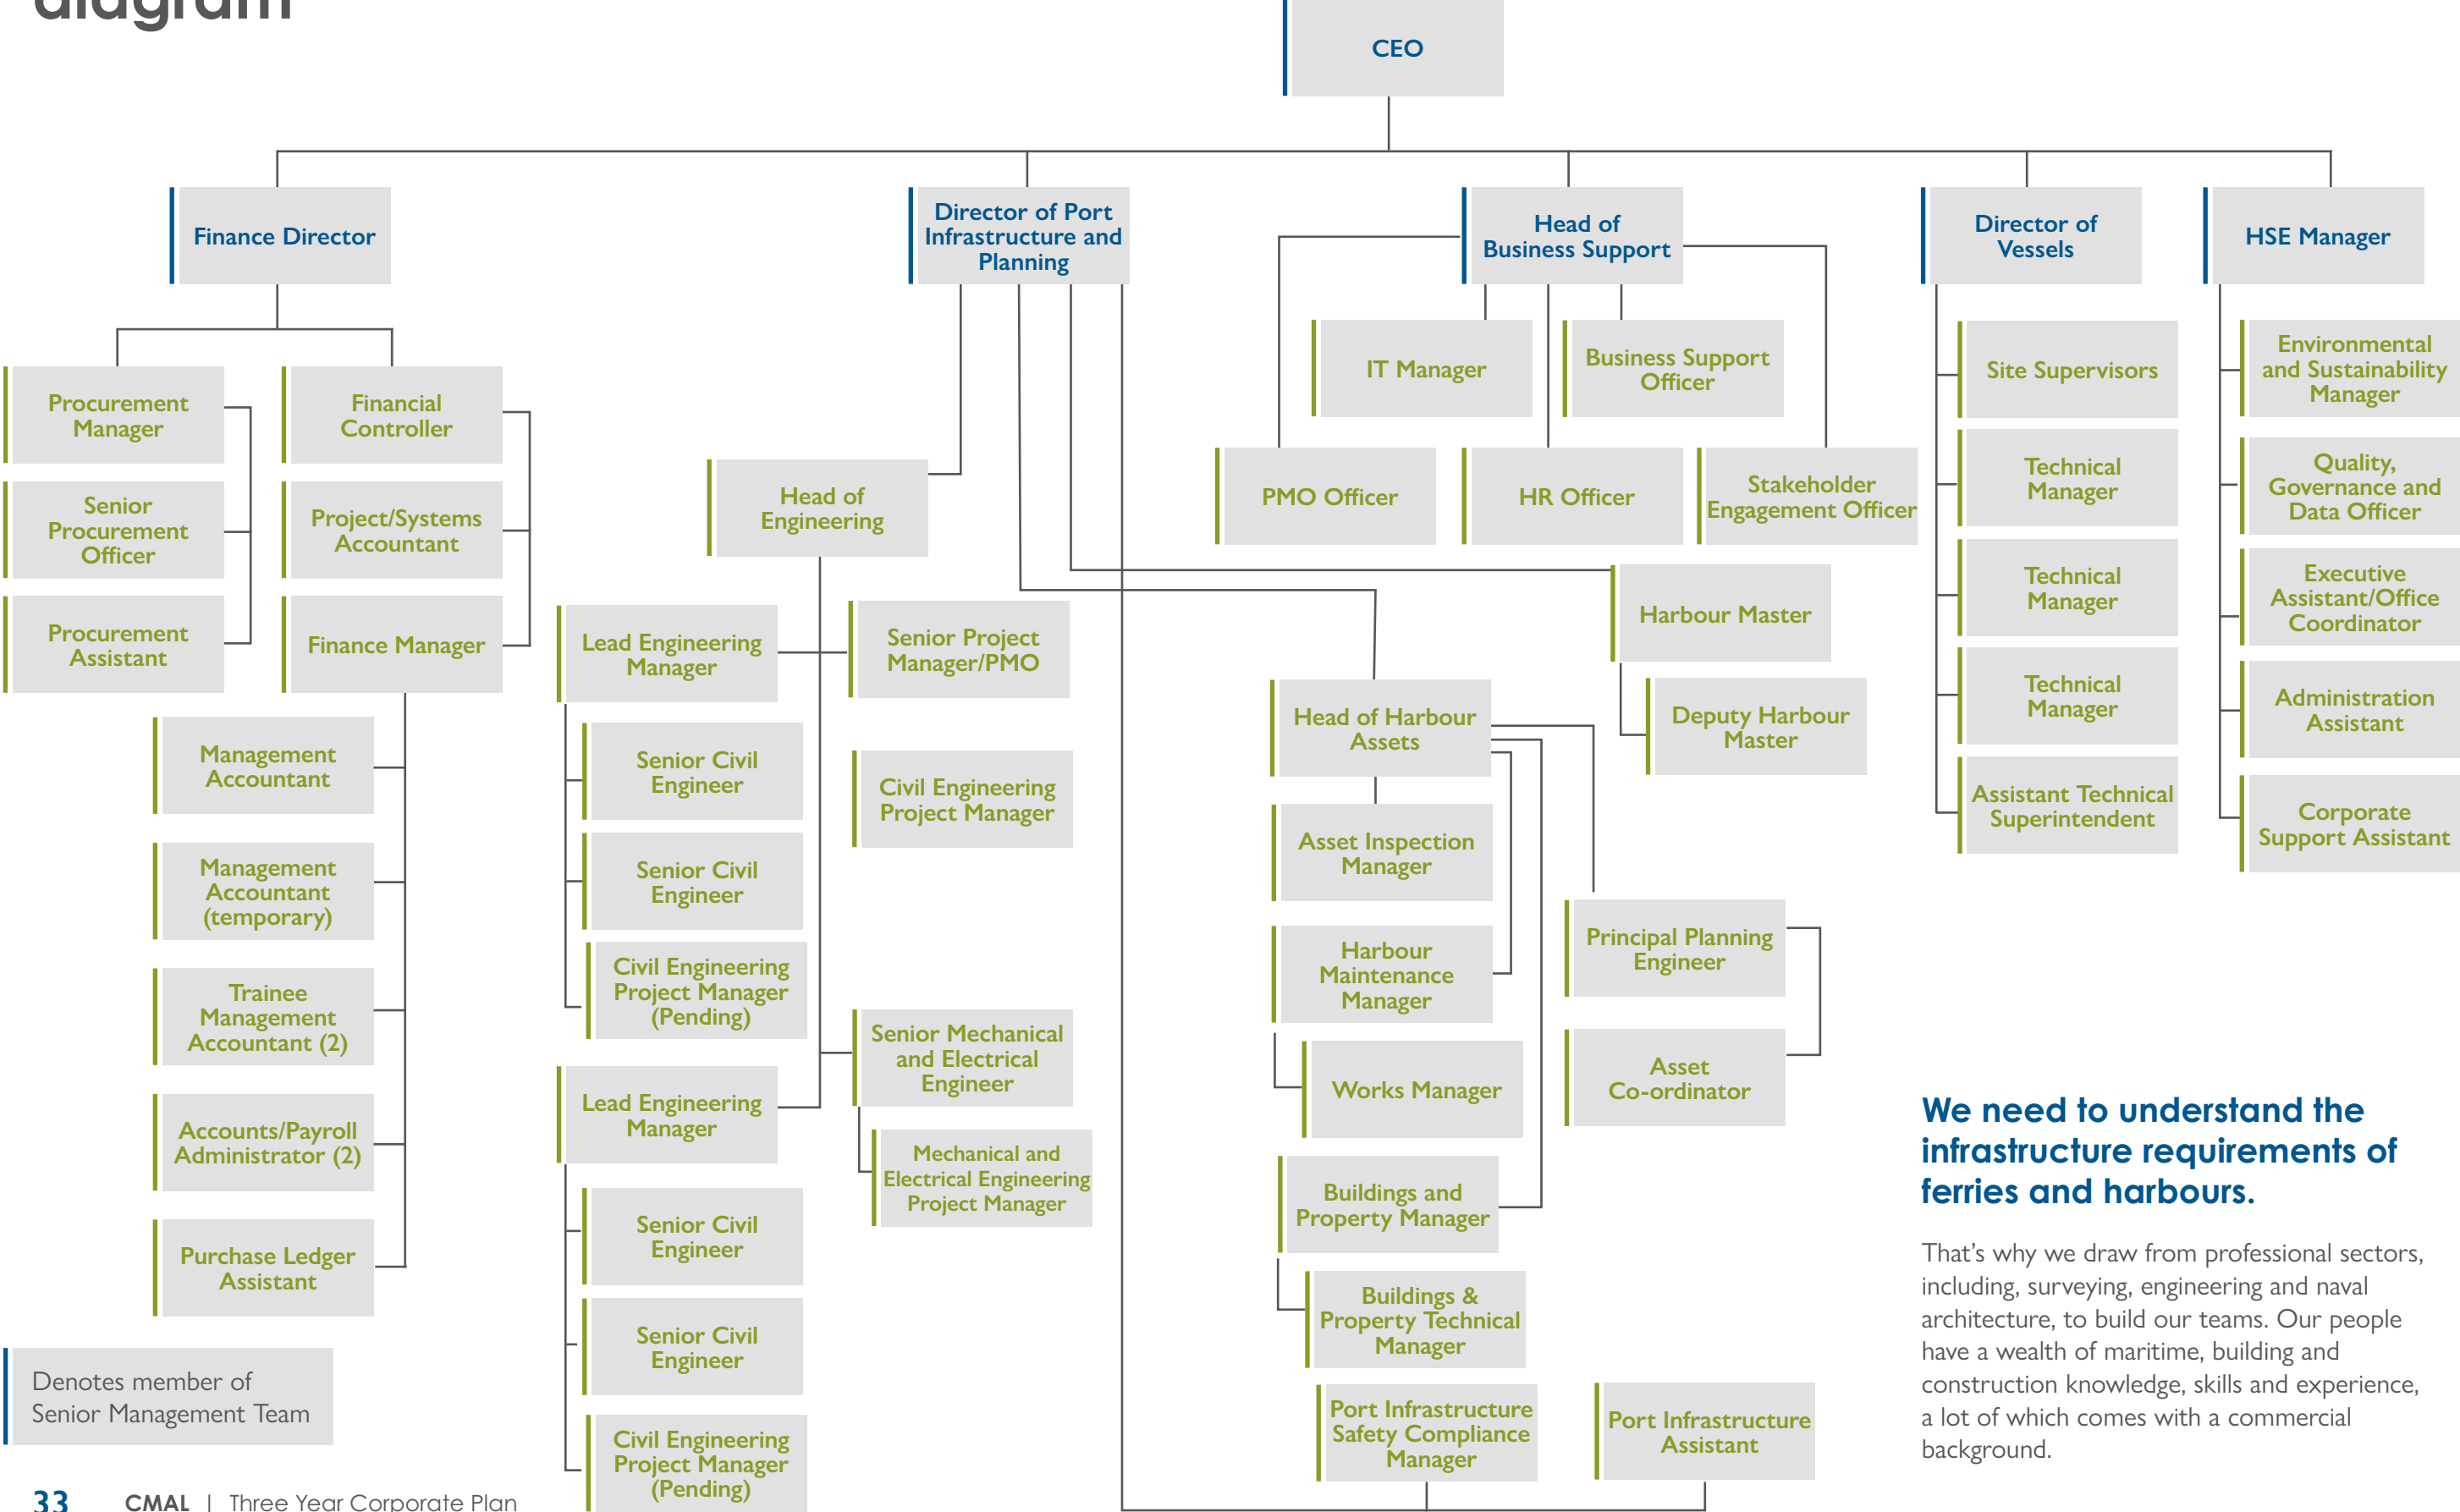 diagram
CEO
Finance Director
Director of Port
Infrastructure and
Planning
Head of
Business Support
Director of
Vessels
HSE Manager
Procurement
Manager
Senior
Procurement
Officer
Procurement
Assistant
Financial
Controller
Project/Systems
Accountant
Finance Manager
Management
Accountant
Management
Accountant
(temporary)
Trainee
Management
Accountant (2)
Accounts/Payroll
Administrator (2)
Purchase Ledger
Assistant
Head of
Engineering
Lead Engineering
Manager
Senior Project
Manager/PMO
Senior Civil
Engineer
Civil Engineering
Project Manager
Senior Civil
Engineer
Civil Engineering
Project Manager
(Pending)
Senior Mechanical
and Electrical
Engineer
Lead Engineering
Manager
Mechanical and
Electrical Engineering
Project Manager
Senior Civil
Engineer
Senior Civil
Engineer
Civil Engineering
Project Manager
(Pending)
IT Manager
Business Support
Officer
PMO Officer
HR Officer
Stakeholder
Engagement Officer
Harbour Master
Deputy Harbour
Master
Head of Harbour
Assets
Asset Inspection
Manager
Harbour
Maintenance
Manager
Works Manager
Principal Planning
Engineer
Asset
Co-ordinator
Buildings and
Property Manager
Buildings &
Property Technical
Manager
Port Infrastructure
Safety Compliance
Manager
Port Infrastructure
Assistant
Site Supervisors
Technical
Manager
Technical
Manager
Technical
Manager
Assistant Technical
Superintendent
Environmental
and Sustainability
Manager
Quality,
Governance and
Data Officer
Executive
Assistant/Office
Coordinator
Administration
Assistant
Corporate
Support Assistant
We need to understand the
infrastructure requirements of
ferries and harbours.
That's why we draw from professional sectors,
including, surveying, engineering and naval
architecture, to build our teams. Our people
have a wealth of maritime, building and
construction knowledge, skills and experience,
a lot of which comes with a commercial
background.
Denotes member of
Senior Management Team
33 CMAL | Three Year Corporate Plan